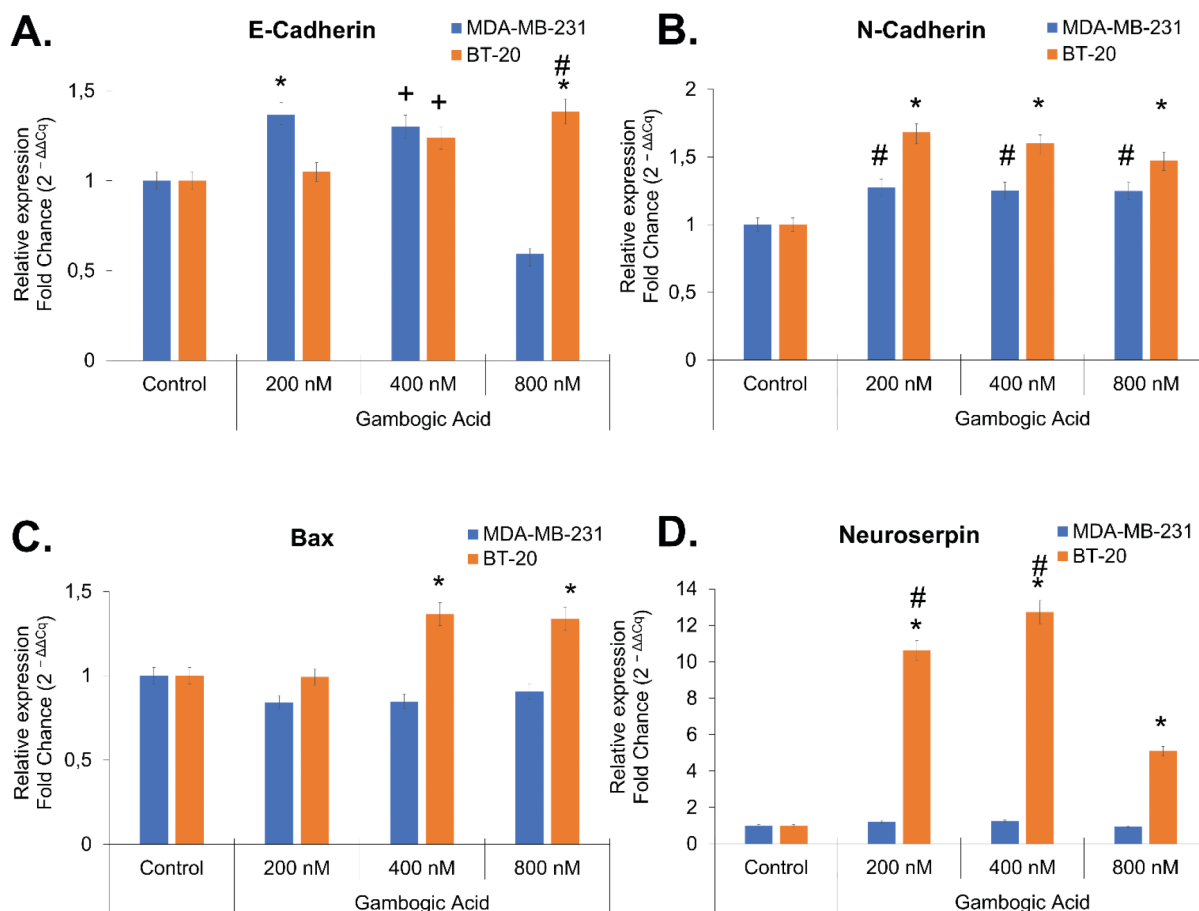 A.
E-Cadherin
MDA-MB-231
BT-20
Relative expression
Fold Chance (2 - ΔΔCq)
1,5
1
0,5
0
*
+
+
#
*
Control
200 nM
400 nM
800 nM
Gambogic Acid
B.
N-Cadherin
MDA-MB-231
BT-20
Relative expression
Fold Chance (2 - ΔΔCq)
2
1,5
1
0,5
0
#
*
#
*
#
*
Control
200 nM
400 nM
800 nM
Gambogic Acid
C.
Bax
MDA-MB-231
BT-20
Relative expression
Fold Chance (2 - ΔΔCq)
1,5
1
0,5
0
*
*
Control
200 nM
400 nM
800 nM
Gambogic Acid
D.
Neuroserpin
MDA-MB-231
BT-20
Relative expression
Fold Chance (2 - ΔΔCq)
14
12
10
8
6
4
2
0
#
*
#
*
*
Control
200 nM
400 nM
800 nM
Gambogic Acid